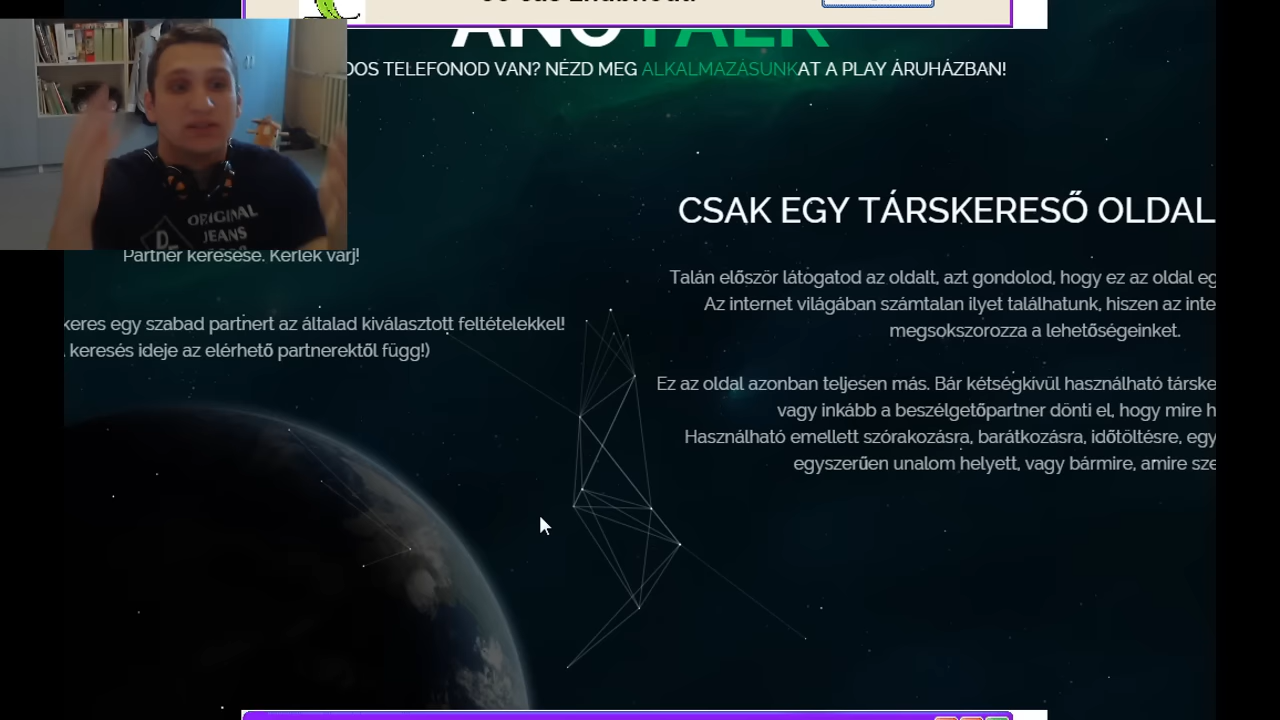 ANOTALK
DOS TELEFONOD VAN? NÉZD MEG ALKALMAZÁSUNKAT A PLAY ÁRUHÁZBAN!
ORIGINAL
JEANS
CSAK EGY TÁRSKERESŐ OLDAL
Partner keresése. Kérlek várj!
keres egy szabad partnert az általad kiválasztott feltételekkel!
keresés ideje az elérhető partnerektől függ!)
Talán először látogatod az oldalt, azt gondolod, hogy ez az oldal eg
Az internet világában számtalan ilyet találhatunk, hiszen az inte
megsokszorozza a lehetőségeinket.
Ez az oldal azonban teljesen más. Bár kétségkívül használható társke
vagy inkább a beszélgetőpartner dönti el, hogy mire h
Használható emellett szórakozásra, barátkozásra, időtöltésre, egy
egyszerűen unalom helyett, vagy bármire, amire sze